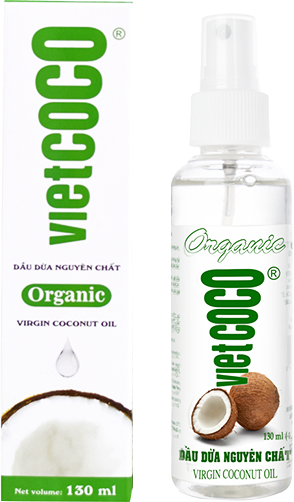 vietcoco®
DẦU DỪA NGUYÊN CHẤT
Organic
VIRGIN COCONUT OIL
Net volume: 130 ml
Organic
vietcoco®
130 ml
DẦU DỪA NGUYÊN CHẤT
VIRGIN COCONUT OIL